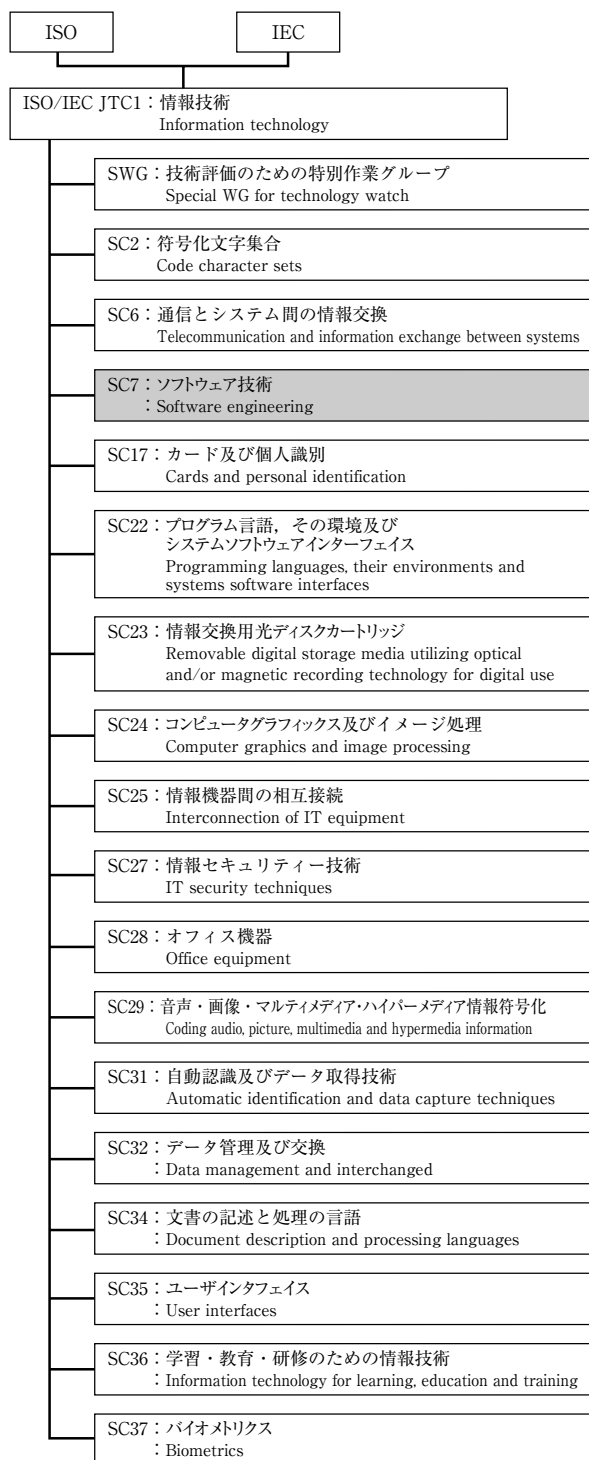 ISO
IEC
ISO/IEC JTC1：情報技術
Information technology
SWG：技術評価のための特別作業グループ
Special WG for technology watch
SC2：符号化文字集合
Code character sets
SC6：通信とシステム間の情報交換
Telecommunication and information exchange between systems
SC7：ソフトウェア技術
：Software engineering
SC17：カード及び個人識別
Cards and personal identification
SC22：プログラム言語，その環境及び
システムソフトウェアインターフェイス
Programming languages, their environments and
systems software interfaces
SC23：情報交換用光ディスクカートリッジ
Removable digital storage media utilizing optical
and/or magnetic recording technology for digital use
SC24：コンピュータグラフィックス及びイメージ処理
Computer graphics and image processing
SC25：情報機器間の相互接続
Interconnection of IT equipment
SC27：情報セキュリティー技術
IT security techniques
SC28：オフィス機器
Office equipment
SC29：音声・画像・マルチメディア・ハイパーメディア情報符号化
Coding audio, picture, multimedia and hypermedia information
SC31：自動認識及びデータ取得技術
Automatic identification and data capture techniques
SC32：データ管理及び交換
：Data management and interchanged
SC34：文書の記述と処理の言語
：Document description and processing languages
SC35：ユーザインタフェイス
：User interfaces
SC36：学習・教育・研修のための情報技術
：Information technology for learning, education and training
SC37：バイオメトリクス
：Biometrics